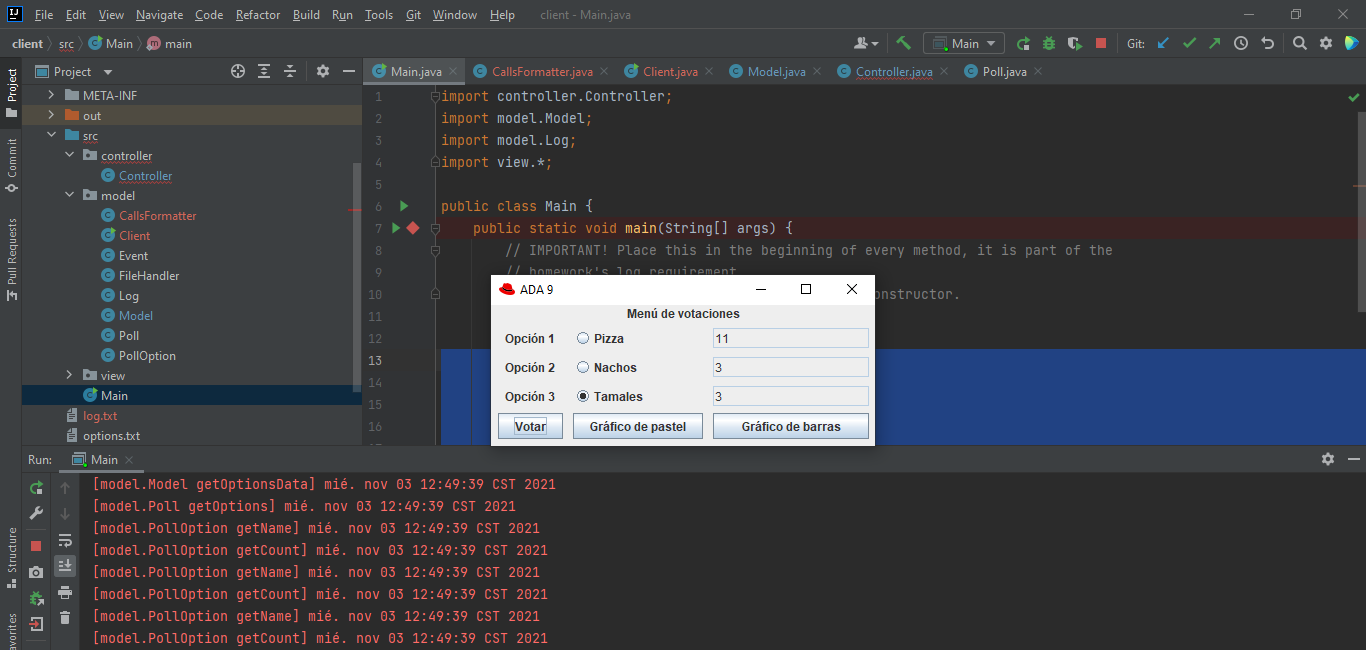 File Edit View Navigate Code Refactor Build Run Tools Git Window Help client - Main.java
client src Main main Main Git:
Project Main.java CallsFormatter.java Client.java Model.java Controller.java Poll.java
Project
Commit
Pull Requests
Structure
META-INF
out
src
controller
Controller
model
CallsFormatter
Client
Event
FileHandler
Log
Model
Poll
PollOption
view
Main
log.txt
options.txt
1 import controller.Controller;
2 import model.Model;
3 import model.Log;
4 import view.*;
5
6 public class Main {
7 public static void main(String[] args) {
8 // IMPORTANT! Place this in the beginning of every method, it is part of the
9 // homework's log requirement
10 onstructor.
11
12
13
14
15
16
ADA 9
Menú de votaciones
Opción 1 Pizza 11
Opción 2 Nachos 3
Opción 3 Tamales 3
Votar Gráfico de pastel Gráfico de barras
Run: Main
[model.Model getOptionsData] mié. nov 03 12:49:39 CST 2021
[model.Poll getOptions] mié. nov 03 12:49:39 CST 2021
[model.PollOption getName] mié. nov 03 12:49:39 CST 2021
[model.PollOption getCount] mié. nov 03 12:49:39 CST 2021
[model.PollOption getName] mié. nov 03 12:49:39 CST 2021
[model.PollOption getCount] mié. nov 03 12:49:39 CST 2021
[model.PollOption getName] mié. nov 03 12:49:39 CST 2021
[model.PollOption getCount] mié. nov 03 12:49:39 CST 2021